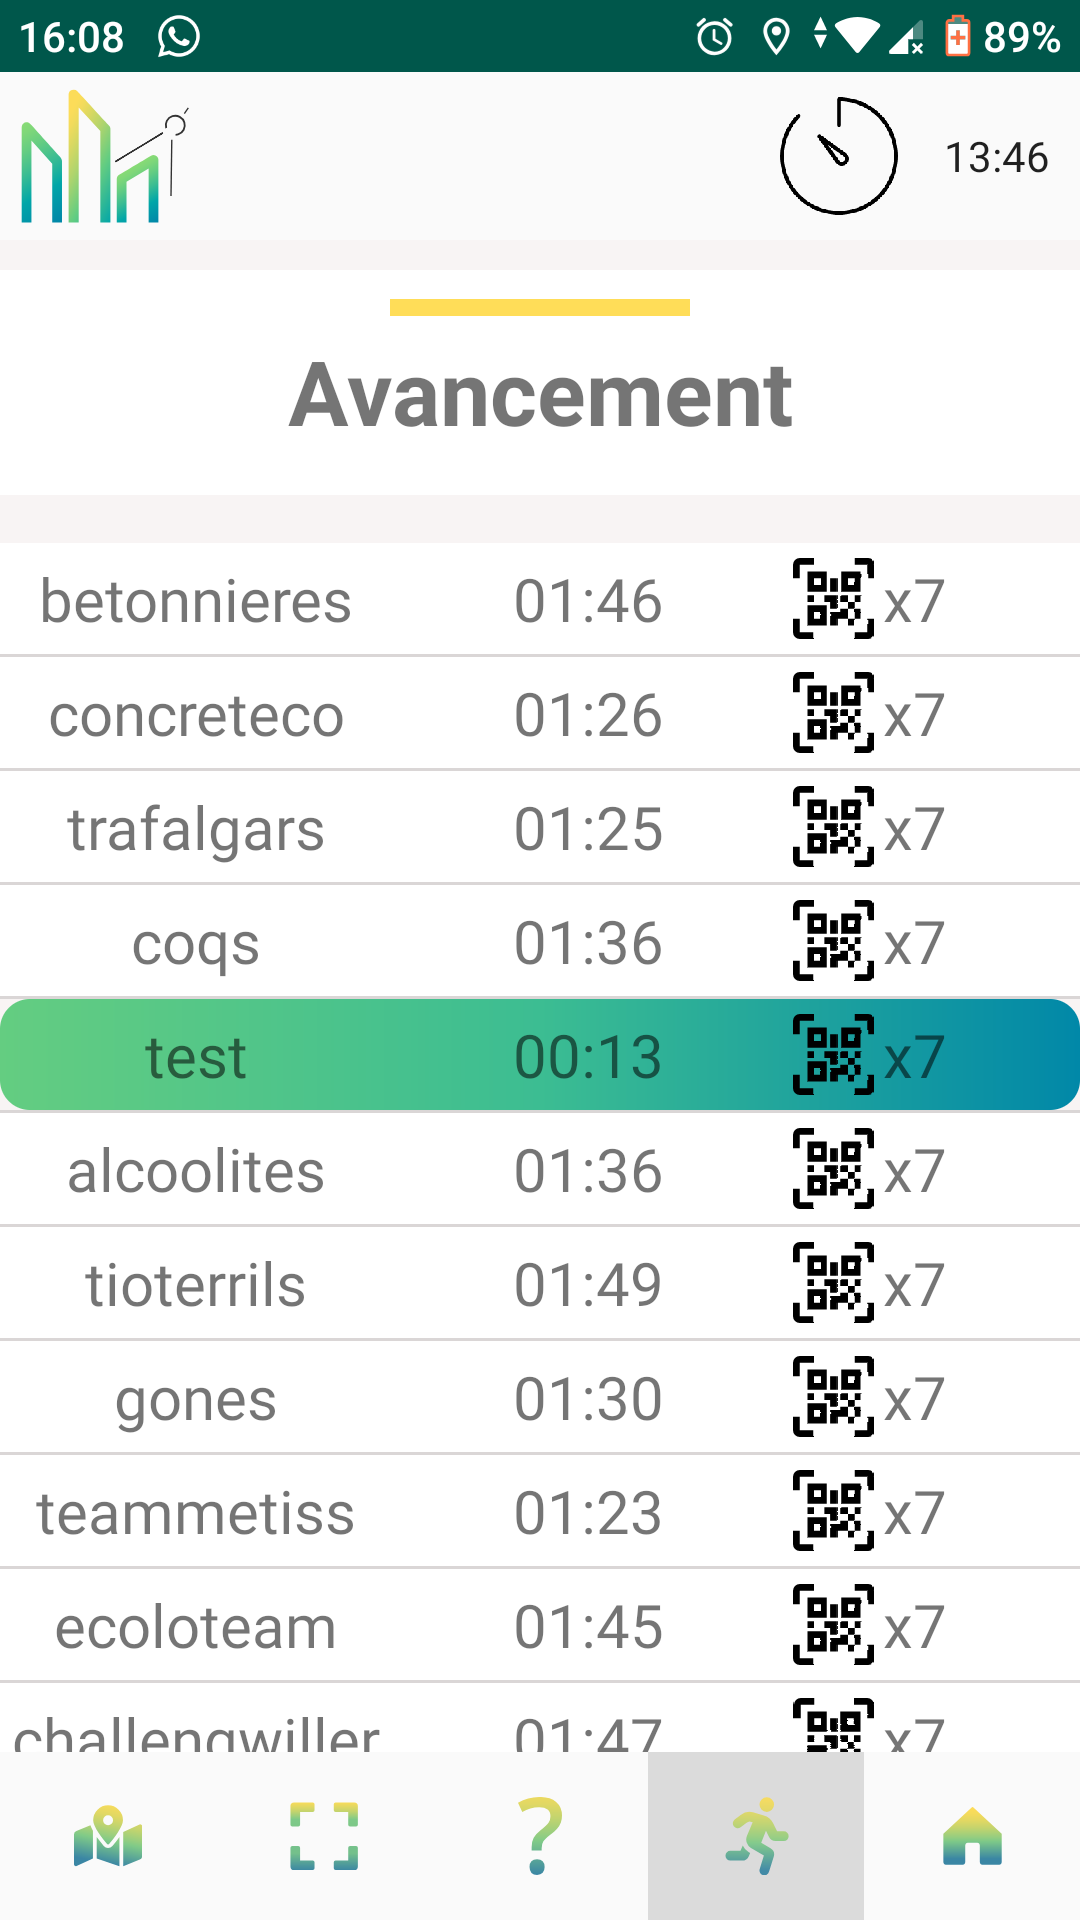 16:08 89%
13:46
Avancement
betonnieres 01:46 x7
concreteco 01:26 x7
trafalgars 01:25 x7
coqs 01:36 x7
test 00:13 x7
alcoolites 01:36 x7
tioterrils 01:49 x7
gones 01:30 x7
teammetiss 01:23 x7
ecoloteam 01:45 x7
challengwiller 01:47 x7
?